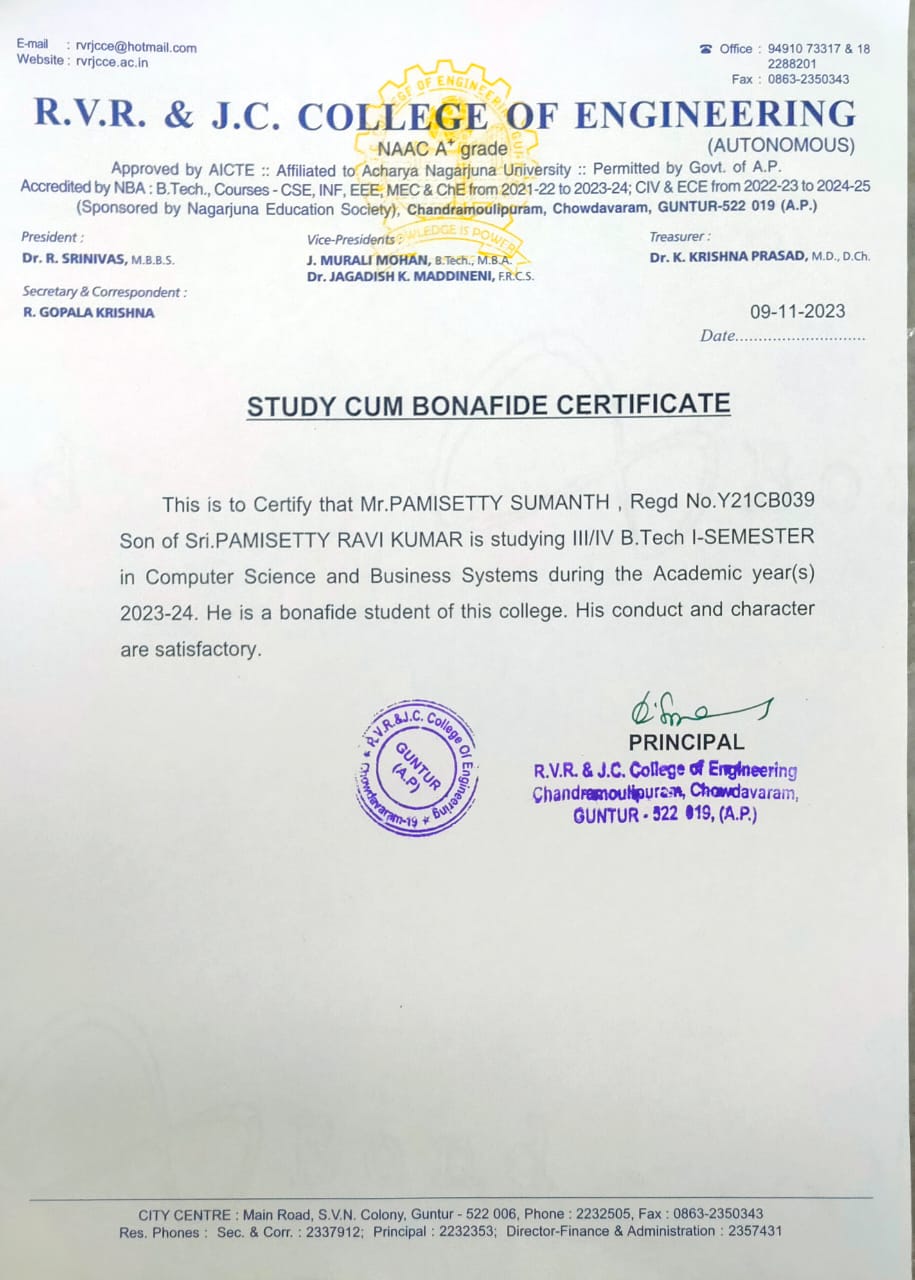 E-mail : rvrjcce@hotmail.com
Website : rvrjcce.ac.in
☎ Office : 94910 73317 & 18
2288201
Fax : 0863-2350343
R.V.R. & J.C. COLLEGE OF ENGINEERING
NAAC A+ grade
(AUTONOMOUS)
Approved by AICTE :: Affiliated to Acharya Nagarjuna University :: Permitted by Govt. of A.P.
Accredited by NBA : B.Tech., Courses - CSE, INF, EEE, MEC & ChE from 2021-22 to 2023-24; CIV & ECE from 2022-23 to 2024-25
(Sponsored by Nagarjuna Education Society), Chandramoulipuram, Chowdavaram, GUNTUR-522 019 (A.P.)
KNOWLEDGE IS POWER
President :
Dr. R. SRINIVAS, M.B.B.S.
Vice-Presidents :
J. MURALI MOHAN, B.Tech., M.B.A.
Dr. JAGADISH K. MADDINENI, F.R.C.S.
Treasurer :
Dr. K. KRISHNA PRASAD, M.D., D.Ch.
Secretary & Correspondent :
R. GOPALA KRISHNA
09-11-2023
Date............................
STUDY CUM BONAFIDE CERTIFICATE
This is to Certify that Mr.PAMISETTY SUMANTH , Regd No.Y21CB039
Son of Sri.PAMISETTY RAVI KUMAR is studying III/IV B.Tech I-SEMESTER
in Computer Science and Business Systems during the Academic year(s)
2023-24. He is a bonafide student of this college. His conduct and character
are satisfactory.
R.V.R.&J.C. College Of Engineering
GUNTUR
(A.P)
★ Chowdavaram-19 ★
PRINCIPAL
R.V.R. & J.C. College of Engineering
Chandramoulipuram, Chowdavaram,
GUNTUR - 522 019, (A.P.)
CITY CENTRE : Main Road, S.V.N. Colony, Guntur - 522 006, Phone : 2232505, Fax : 0863-2350343
Res. Phones : Sec. & Corr. : 2337912; Principal : 2232353; Director-Finance & Administration : 2357431